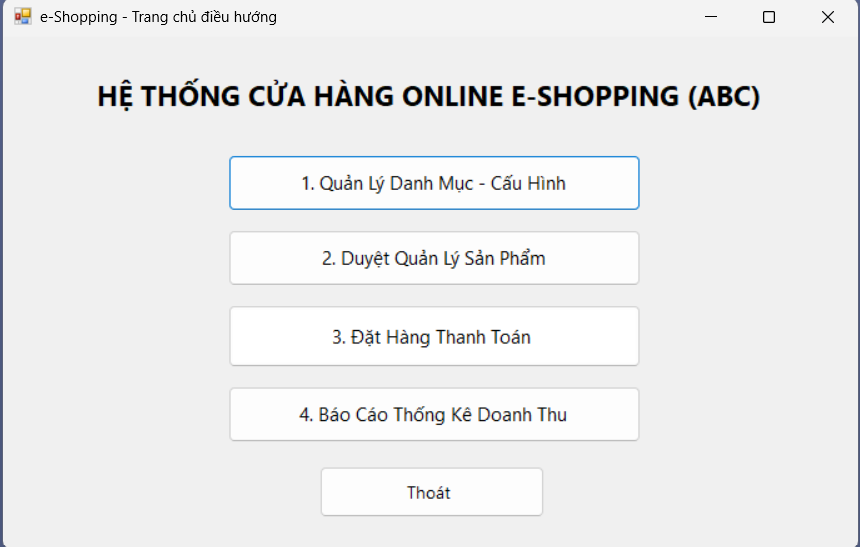 e-Shopping - Trang chủ điều hướng
HỆ THỐNG CỬA HÀNG ONLINE E-SHOPPING (ABC)
1. Quản Lý Danh Mục - Cấu Hình
2. Duyệt Quản Lý Sản Phẩm
3. Đặt Hàng Thanh Toán
4. Báo Cáo Thống Kê Doanh Thu
Thoát